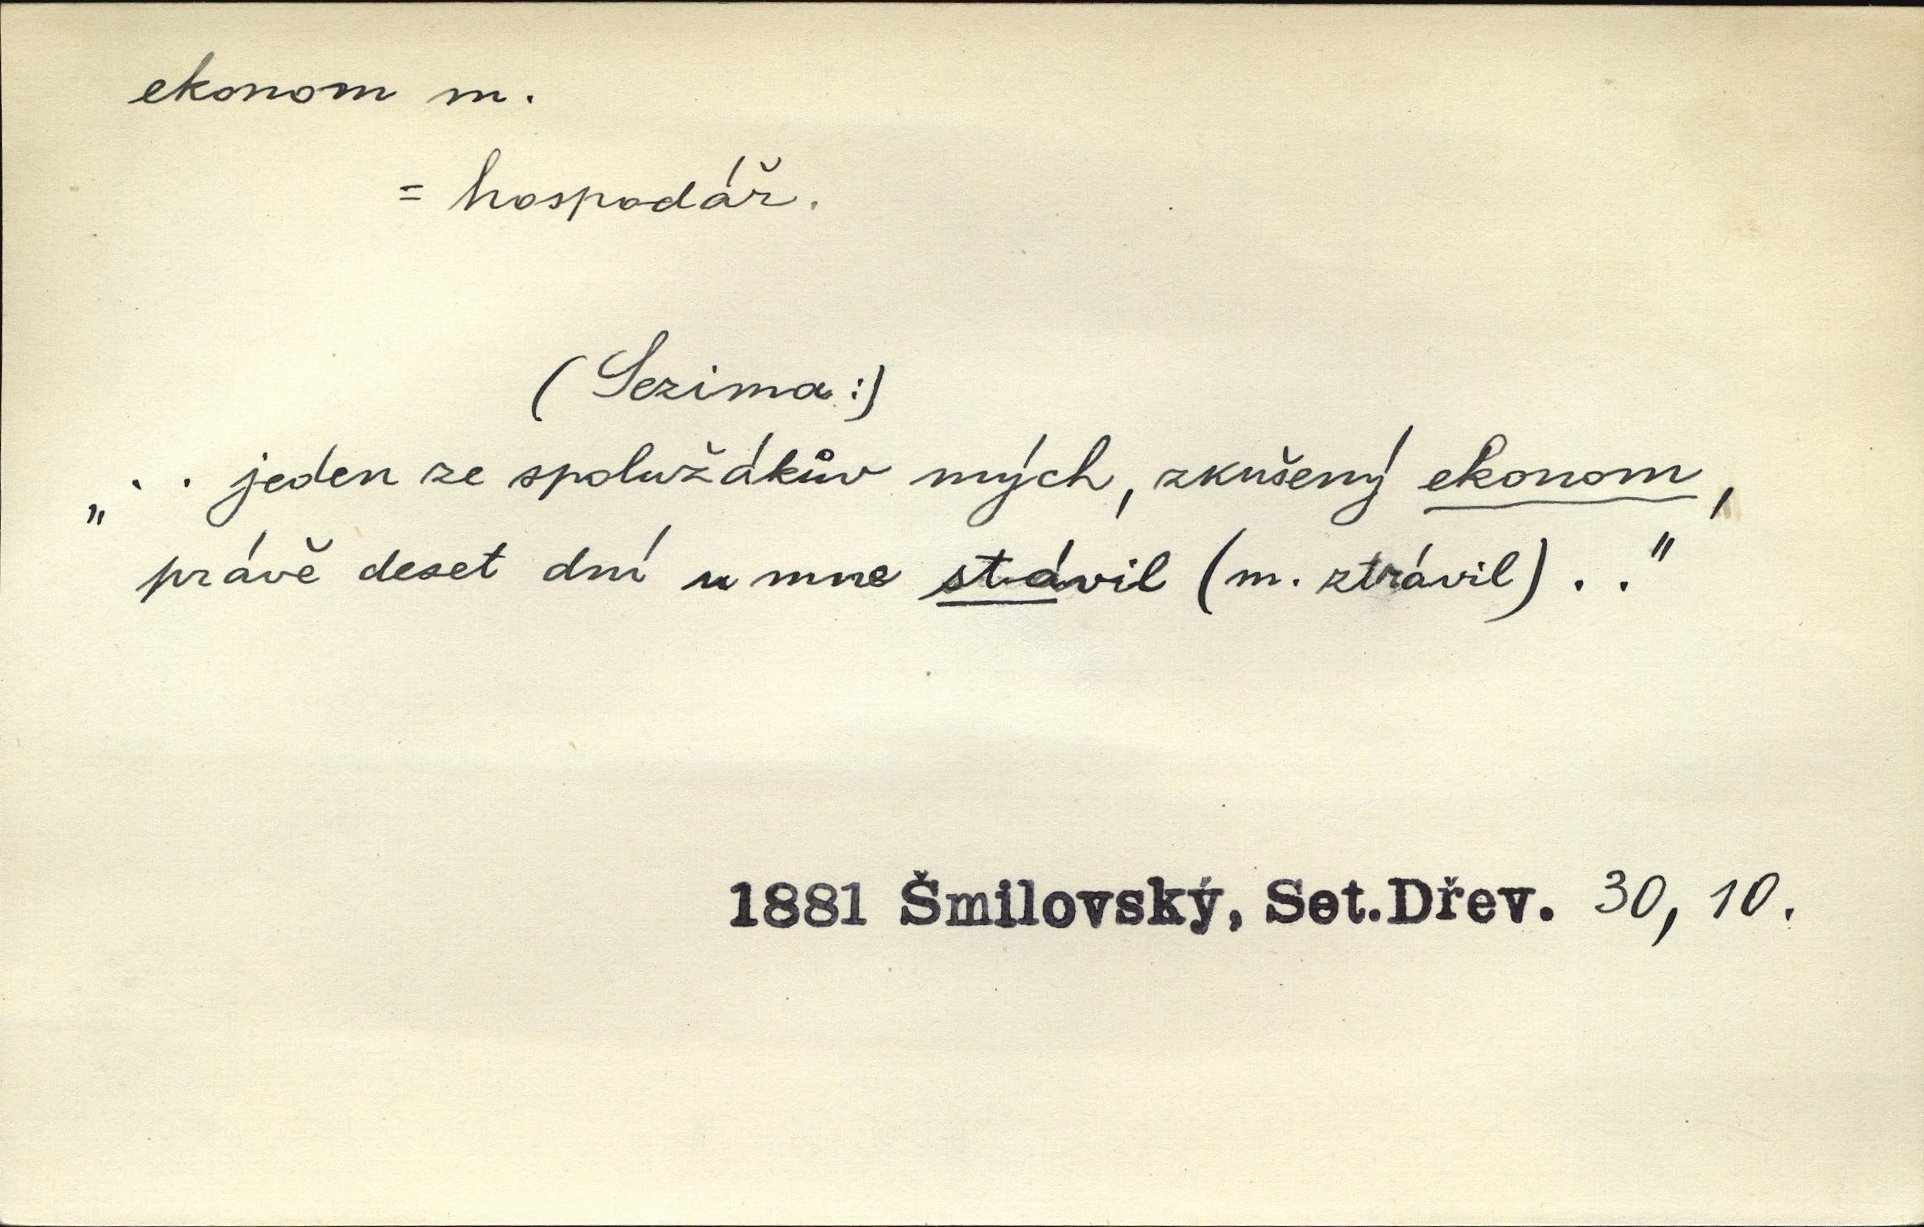 ekonom m.
= hospodář.
(Sezima:)
„. . jeden ze spolužákův mých, zkušený ekonom,
právě deset dní u mne stávil (m. ztrávil) . ."
1881 Šmilovský, Set.Dřev. 30, 10.